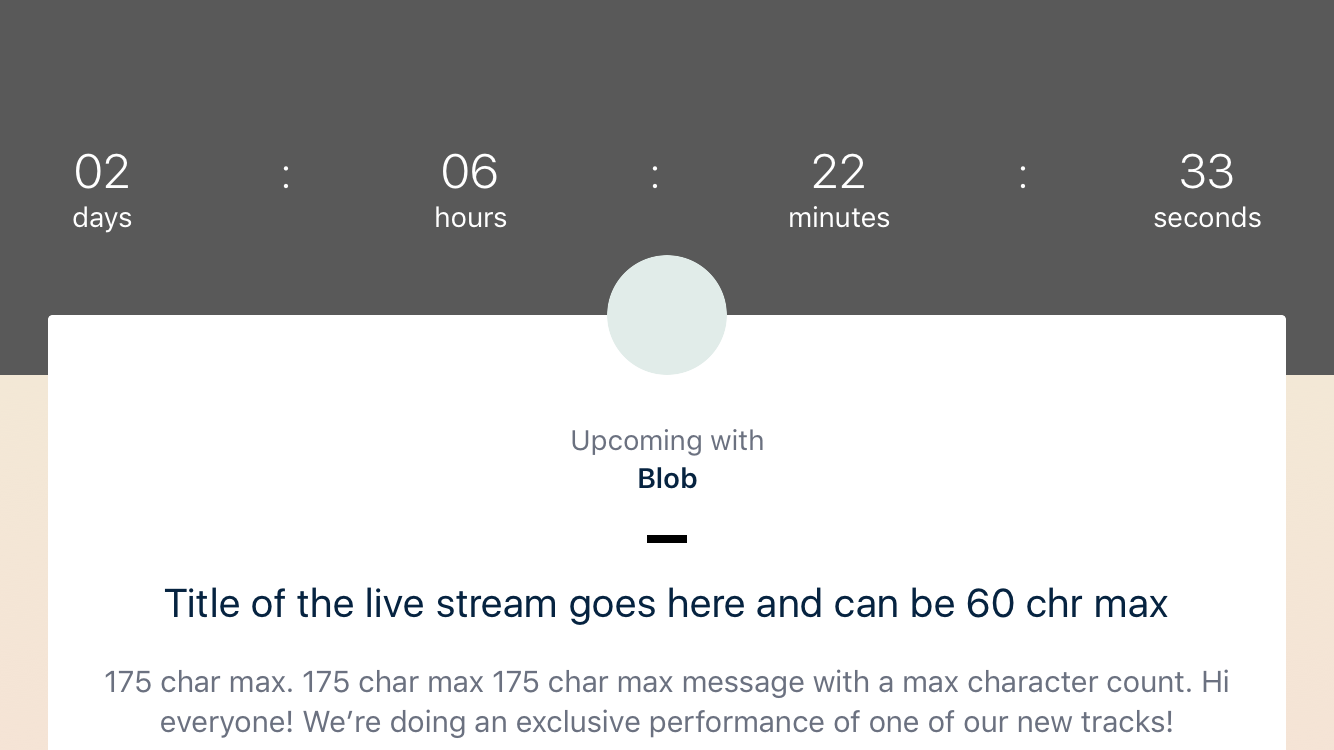 02 : 06 : 22 : 33
days hours minutes seconds
Upcoming with
Blob
Title of the live stream goes here and can be 60 chr max
175 char max. 175 char max 175 char max message with a max character count. Hi
everyone! We’re doing an exclusive performance of one of our new tracks!